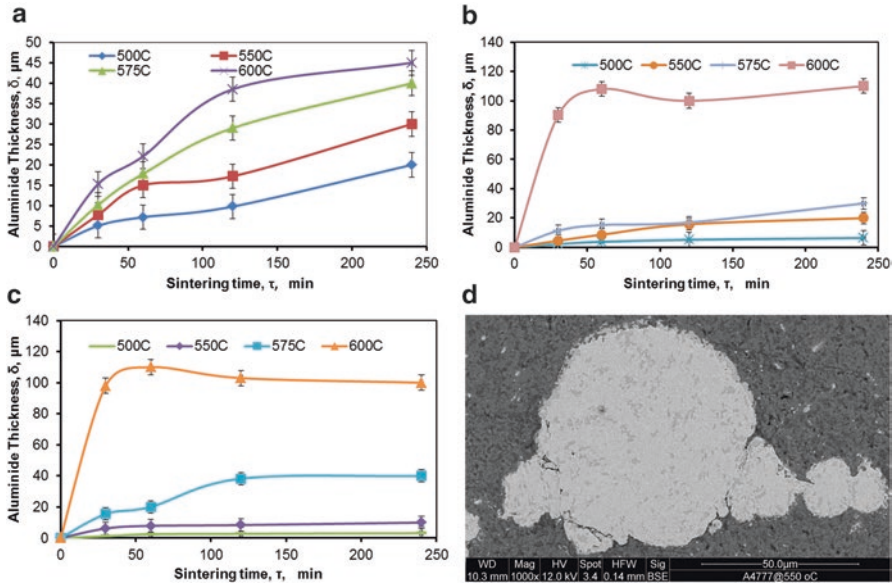 a
500C 550C
575C 600C
Aluminide Thickness, δ, µm
50
45
40
35
30
25
20
15
10
5
0
0 50 100 150 200 250
Sintering time, τ, min
b
500C 550C 575C 600C
Aluminide Thickness, δ, µm
140
120
100
80
60
40
20
0
0 50 100 150 200 250
Sintering time, τ, min
c
500C 550C 575C 600C
Aluminide Thickness, δ, µm
140
120
100
80
60
40
20
0
0 50 100 150 200 250
Sintering time, τ, min
d
WD Mag HV Spot HFW Sig 50.0µm
10.3 mm 1000x 12.0 kV 3.4 0.14 mm BSE A4777@550 oC